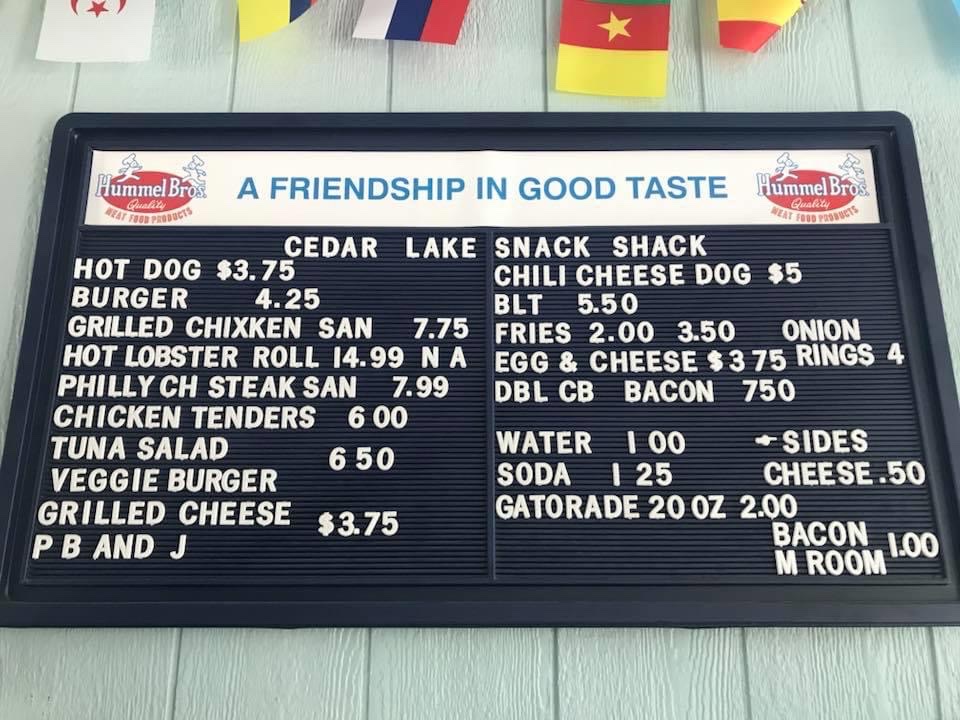 Hummel Bros.
Quality
MEAT FOOD PRODUCTS
A FRIENDSHIP IN GOOD TASTE
Hummel Bros.
Quality
MEAT FOOD PRODUCTS
CEDAR LAKE SNACK SHACK
HOT DOG $3.75
BURGER 4.25
GRILLED CHIXKEN SAN 7.75
HOT LOBSTER ROLL 14.99 N A
PHILLY CH STEAK SAN 7.99
CHICKEN TENDERS 6 00
TUNA SALAD
6 50
VEGGIE BURGER
GRILLED CHEESE
$3.75
P B AND J
CHILI CHEESE DOG $5
BLT 5.50
FRIES 2.00 3.50 ONION
EGG & CHEESE $3 75 RINGS 4
DBL CB BACON 750
WATER 1 00 SIDES
SODA 1 25 CHEESE .50
GATORADE 20 OZ 2.00
BACON
1.00
M ROOM